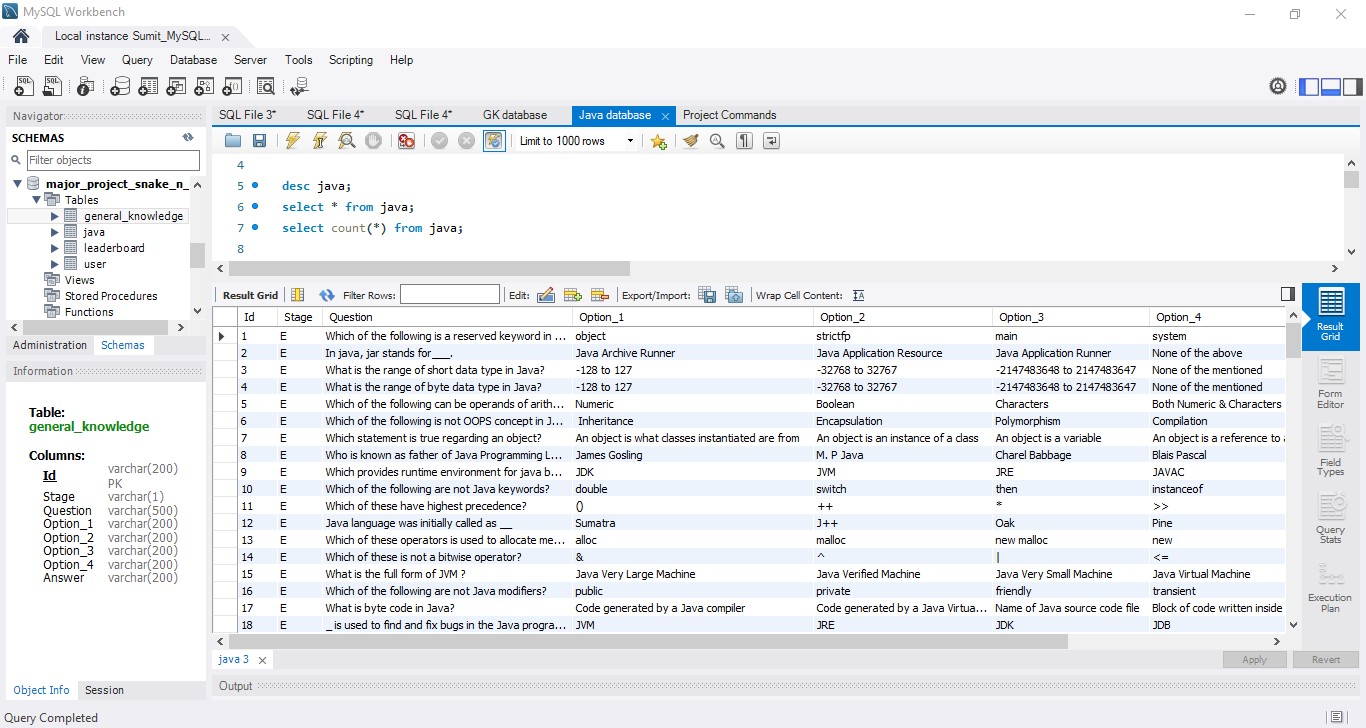 MySQL Workbench
Local instance Sumit_MySQL...
File Edit View Query Database Server Tools Scripting Help
Navigator
SCHEMAS
Filter objects
major_project_snake_n_
Tables
general_knowledge
java
leaderboard
user
Views
Stored Procedures
Functions
Administration Schemas
Information
Table:
general_knowledge
Columns:
Id varchar(200)
PK
Stage varchar(1)
Question varchar(500)
Option_1 varchar(200)
Option_2 varchar(200)
Option_3 varchar(200)
Option_4 varchar(200)
Answer varchar(200)
Object Info Session
SQL File 3* SQL File 4* SQL File 4* GK database Java database Project Commands
Limit to 1000 rows
4
5 desc java;
6 select * from java;
7 select count(*) from java;
8
Result Grid Filter Rows: Edit: Export/Import: Wrap Cell Content:
Id Stage Question Option_1 Option_2 Option_3 Option_4
1 E Which of the following is a reserved keyword in ... object strictfp main system
2 E In java, jar stands for___. Java Archive Runner Java Application Resource Java Application Runner None of the above
3 E What is the range of short data type in Java? -128 to 127 -32768 to 32767 -2147483648 to 2147483647 None of the mentioned
4 E What is the range of byte data type in Java? -128 to 127 -32768 to 32767 -2147483648 to 2147483647 None of the mentioned
5 E Which of the following can be operands of arith... Numeric Boolean Characters Both Numeric & Characters
6 E Which of the following is not OOPS concept in J... Inheritance Encapsulation Polymorphism Compilation
7 E Which statement is true regarding an object? An object is what classes instantiated are from An object is an instance of a class An object is a variable An object is a reference to
8 E Who is known as father of Java Programming L... James Gosling M. P Java Charel Babbage Blais Pascal
9 E Which provides runtime environment for java b... JDK JVM JRE JAVAC
10 E Which of the following are not Java keywords? double switch then instanceof
11 E Which of these have highest precedence? () ++ * >>
12 E Java language was initially called as __ Sumatra J++ Oak Pine
13 E Which of these operators is used to allocate me... alloc malloc new malloc new
14 E Which of these is not a bitwise operator? & ^ | <=
15 E What is the full form of JVM ? Java Very Large Machine Java Verified Machine Java Very Small Machine Java Virtual Machine
16 E Which of the following are not Java modifiers? public private friendly transient
17 E What is byte code in Java? Code generated by a Java compiler Code generated by a Java Virtua... Name of Java source code file Block of code written inside
18 E _ is used to find and fix bugs in the Java progra... JVM JRE JDK JDB
Result
Grid
Form
Editor
Field
Types
Query
Stats
Execution
Plan
java 3
Apply Revert
Output
Query Completed